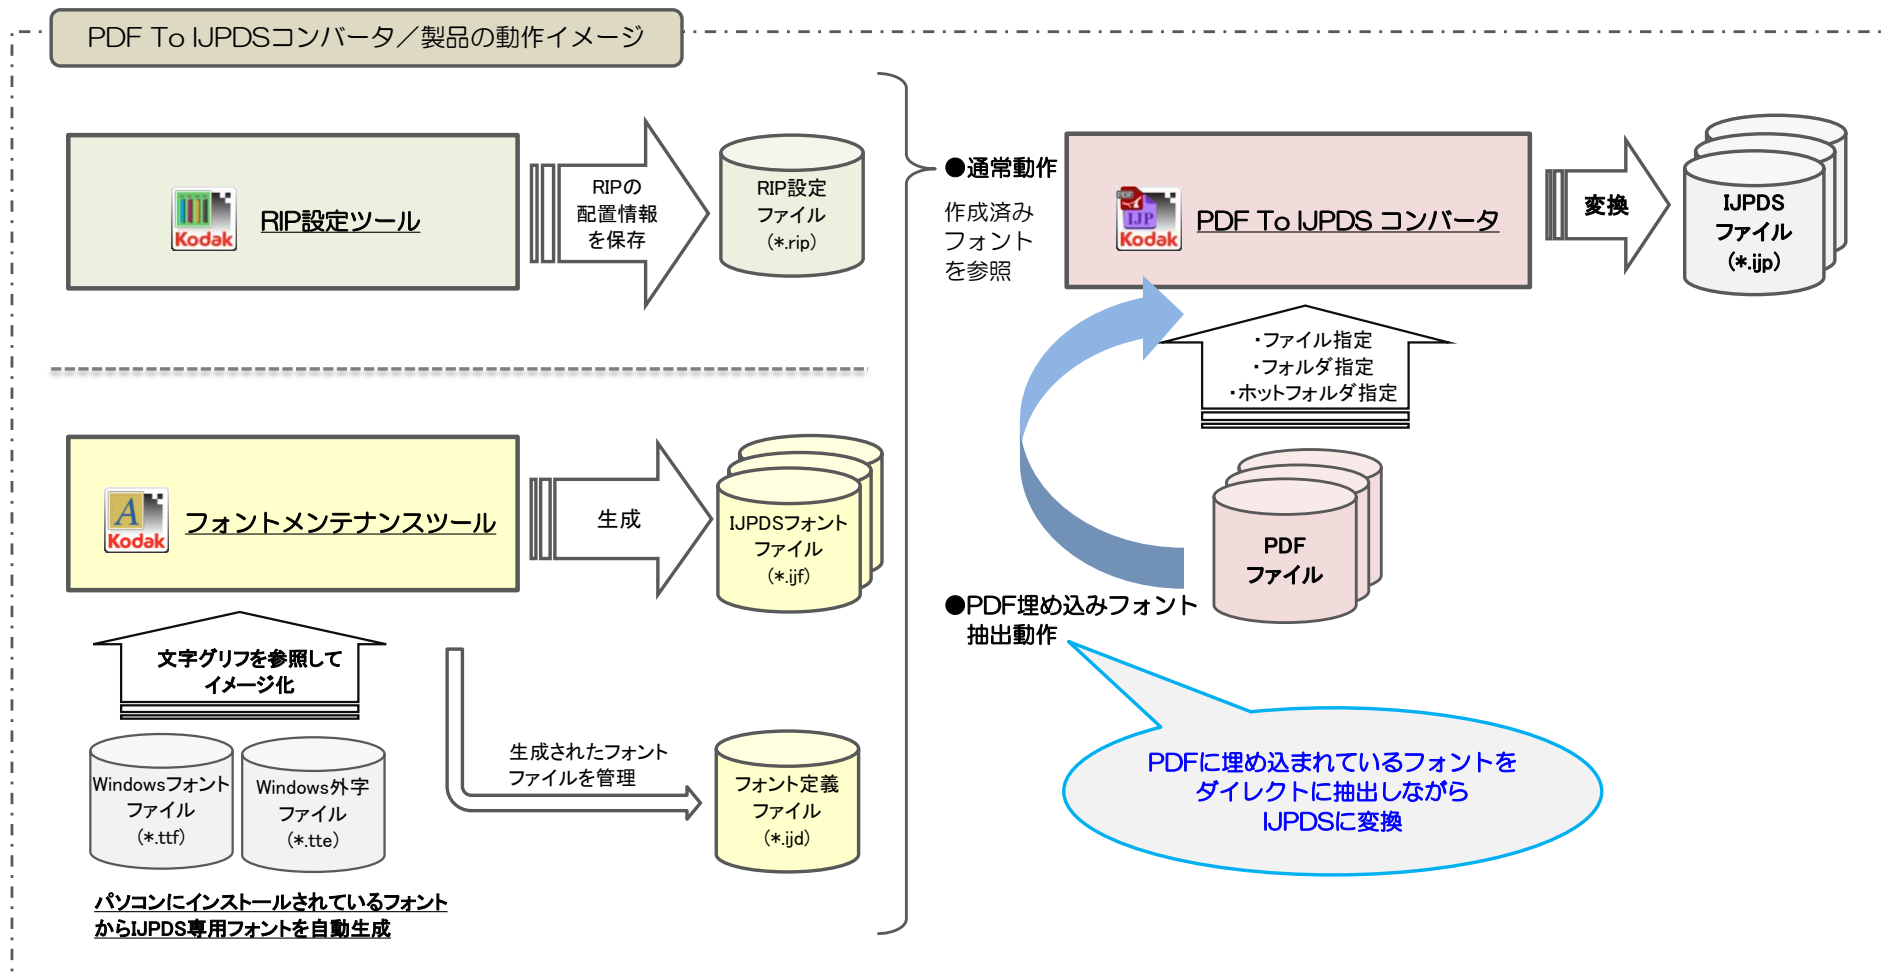 PDF To IJPDSコンバータ／製品の動作イメージ
Kodak
RIP設定ツール
RIPの
配置情報
を保存
RIP設定
ファイル
(*.rip)
●通常動作
作成済み
フォント
を参照
PDF
IJP
Kodak
PDF To IJPDS コンバータ
変換
IJPDS
ファイル
(*.ijp)
・ファイル指定
・フォルダ指定
・ホットフォルダ指定
A
Kodak
フォントメンテナンスツール
生成
IJPDSフォント
ファイル
(*.ijf)
PDF
ファイル
●PDF埋め込みフォント
抽出動作
文字グリフを参照して
イメージ化
Windowsフォント
ファイル
(*.ttf)
Windows外字
ファイル
(*.tte)
生成されたフォント
ファイルを管理
フォント定義
ファイル
(*.ijd)
PDFに埋め込まれているフォントを
ダイレクトに抽出しながら
IJPDSに変換
パソコンにインストールされているフォント
からIJPDS専用フォントを自動生成